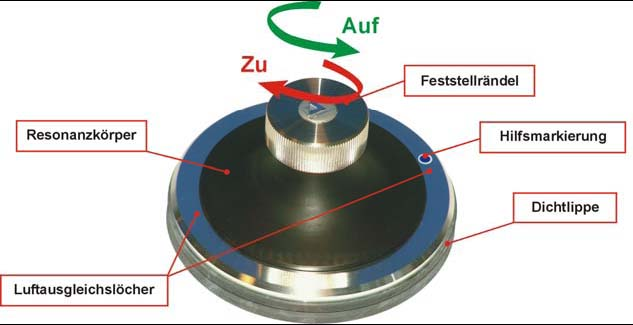 Auf
Zu
Feststellrändel
Resonanzkörper
Hilfsmarkierung
Dichtlippe
Luftausgleichslöcher